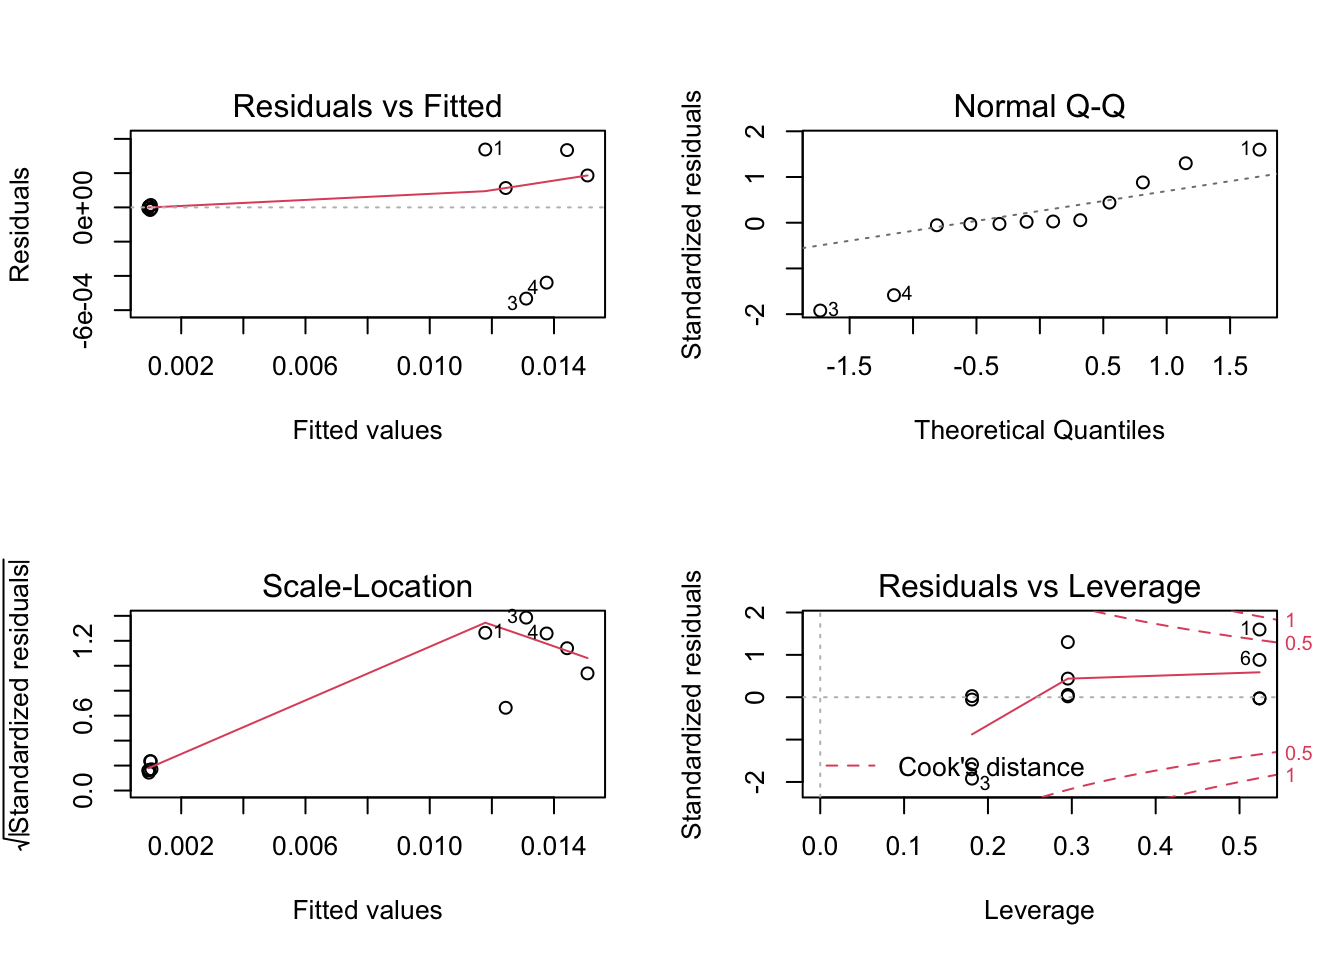 Residuals vs Fitted
Residuals
0e+00
-6e-04
1
3
4
0.002 0.006 0.010 0.014
Fitted values
Normal Q-Q
Standardized residuals
2
1
0
-2
1
4
3
-1.5 -0.5 0.5 1.0 1.5
Theoretical Quantiles
Scale-Location
√|Standardized residuals|
1.2
0.6
0.0
3
1
4
0.002 0.006 0.010 0.014
Fitted values
Residuals vs Leverage
Standardized residuals
2
1
0
-2
1
6
3
1
0.5
0.5
1
Cook's distance
0.0 0.1 0.2 0.3 0.4 0.5
Leverage